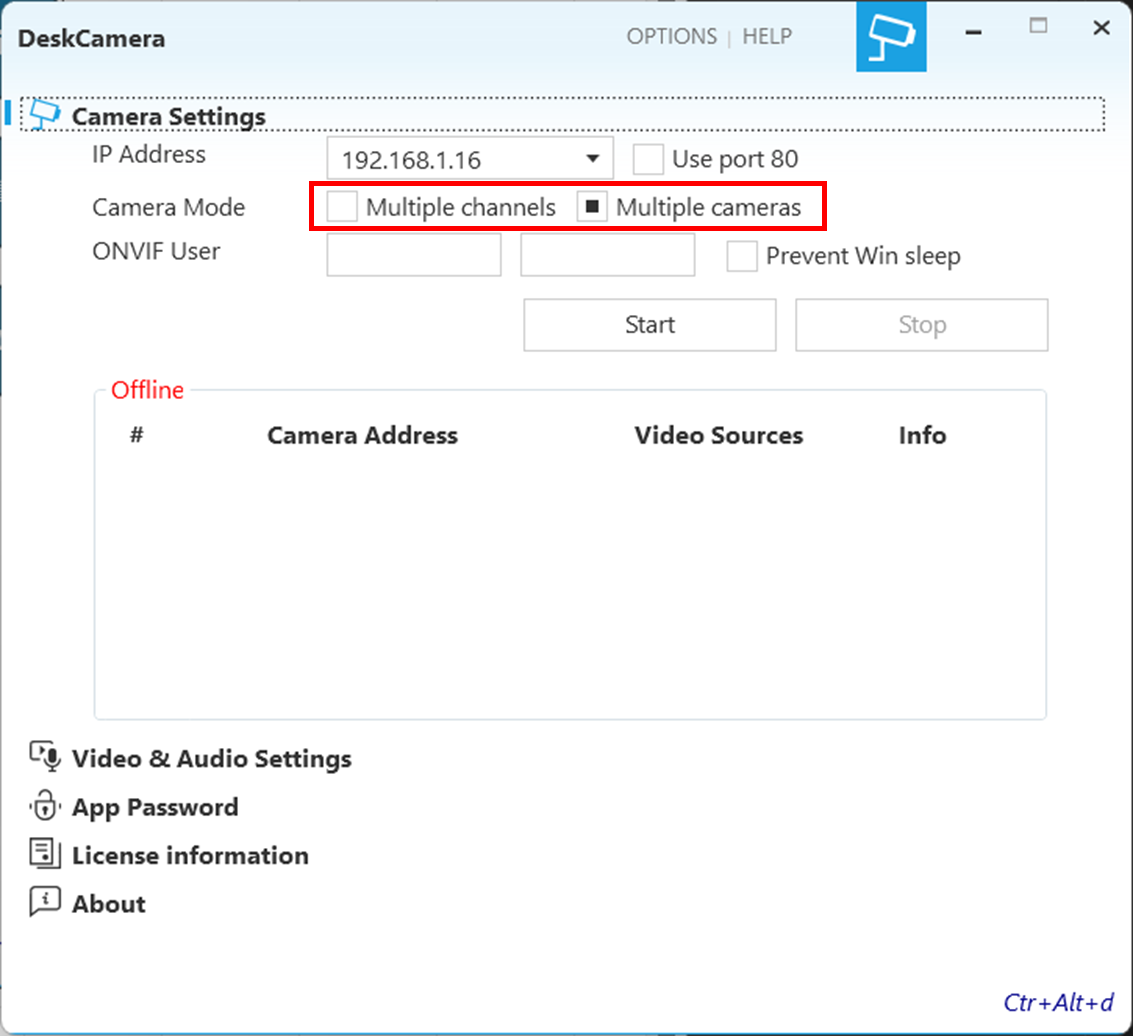 DeskCamera
OPTIONS | HELP
Camera Settings
IP Address 192.168.1.16 Use port 80
Camera Mode Multiple channels Multiple cameras
ONVIF User Prevent Win sleep
Start Stop
Offline
# Camera Address Video Sources Info
Video & Audio Settings
App Password
License information
About
Ctr+Alt+d